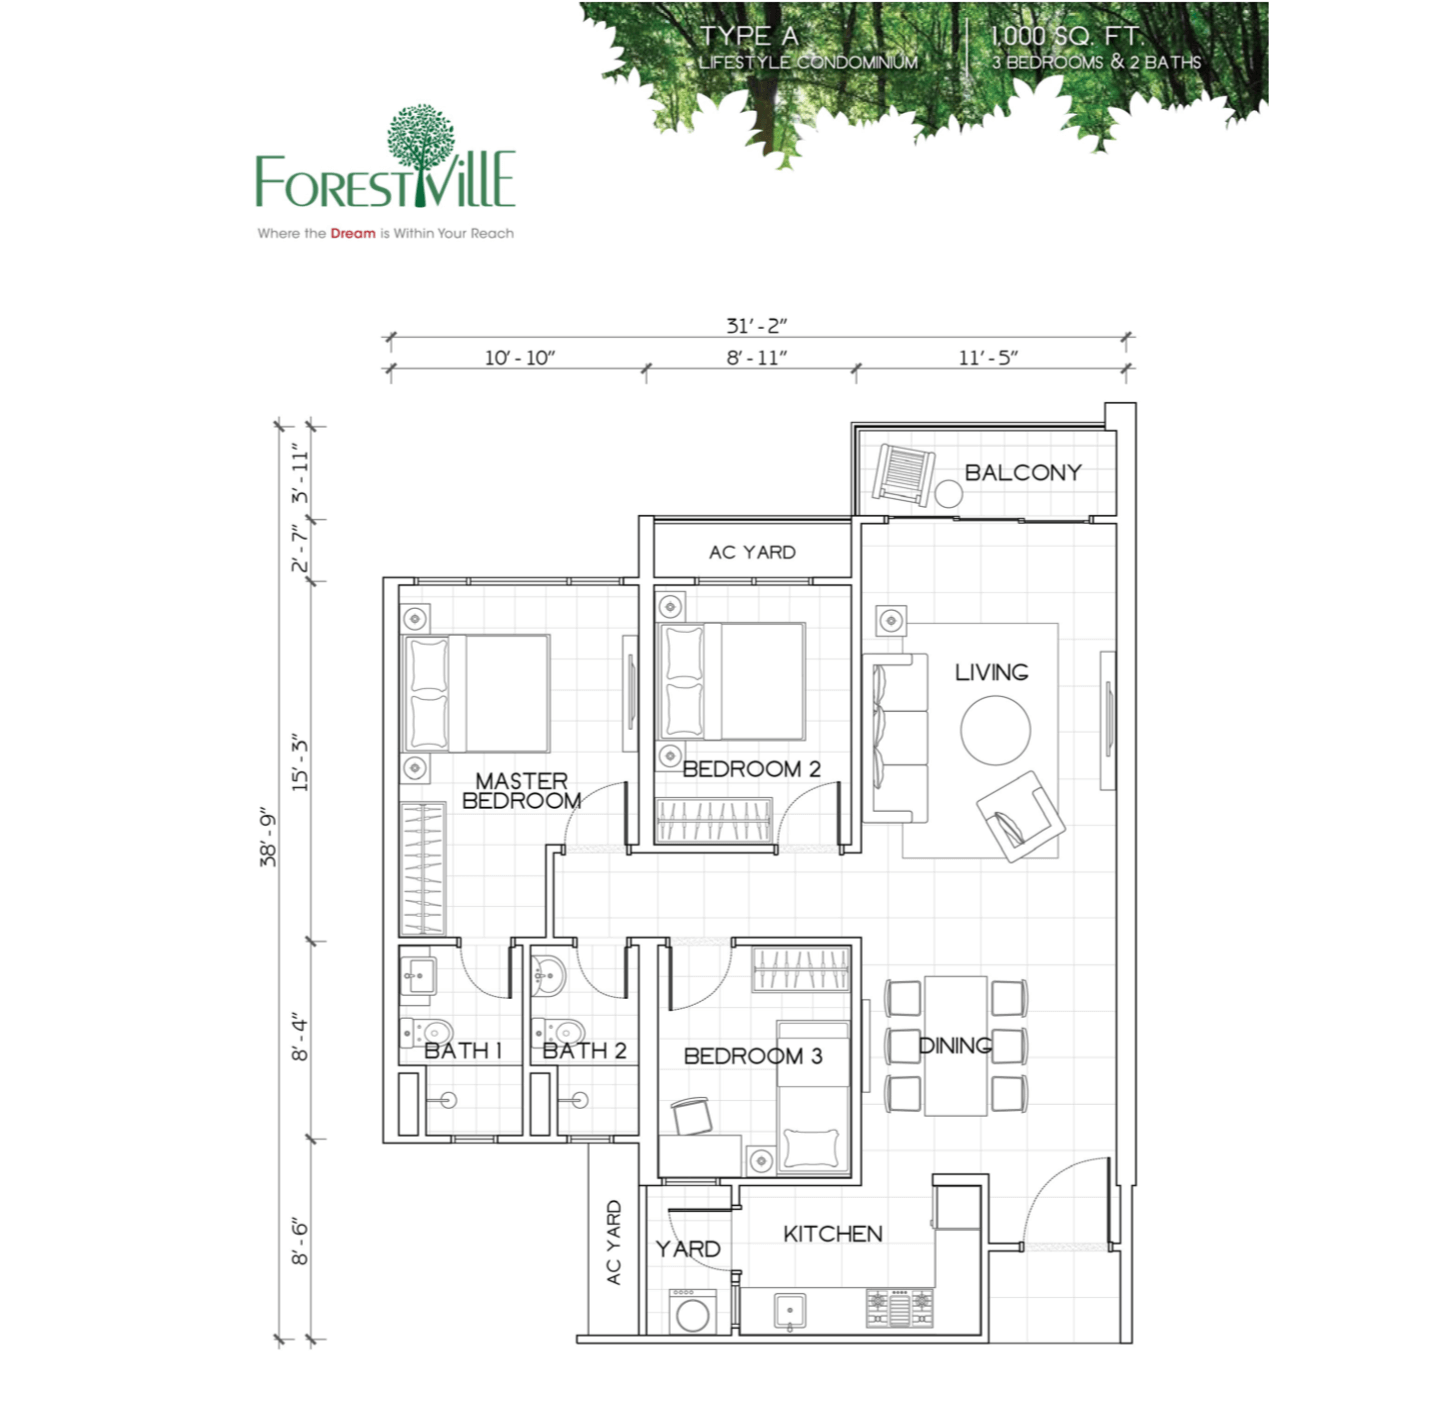 TYPE A
LIFESTYLE CONDOMINIUM
1,000 SQ. FT.
3 BEDROOMS & 2 BATHS
FORESTVillE
Where the Dream is Within Your Reach
31'-2"
10'-10"
8'-11"
11'-5"
3'-11"
2'-7"
15'-3"
38'-9"
8'-4"
8'-6"
BALCONY
AC YARD
LIVING
MASTER
BEDROOM
BEDROOM 2
BATH 1
BATH 2
BEDROOM 3
DINING
AC YARD
YARD
KITCHEN